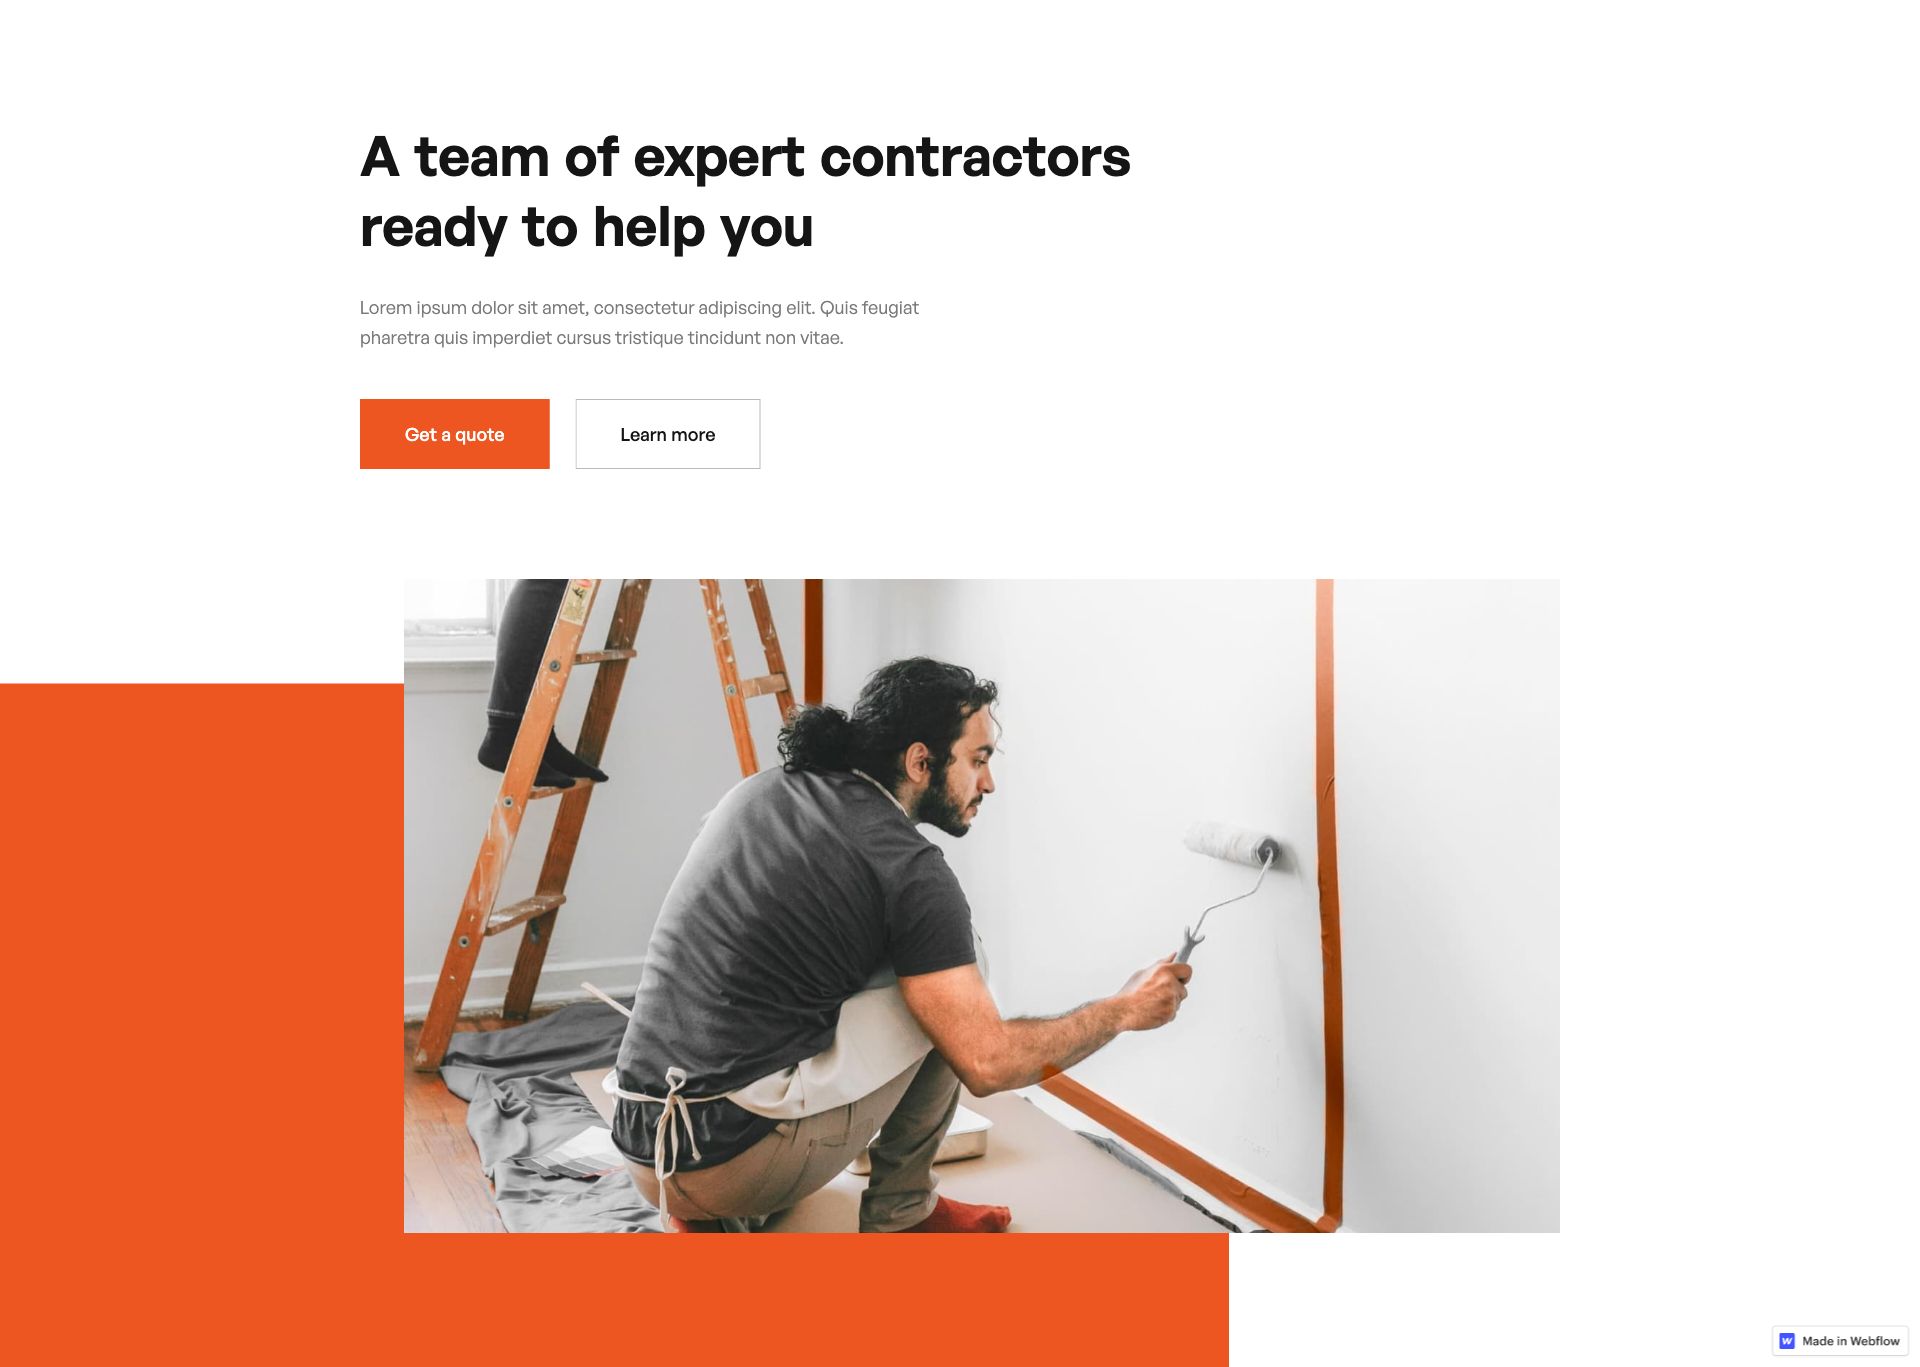 A team of expert contractors
ready to help you
Lorem ipsum dolor sit amet, consectetur adipiscing elit. Quis feugiat
pharetra quis imperdiet cursus tristique tincidunt non vitae.
Get a quote
Learn more
Made in Webflow